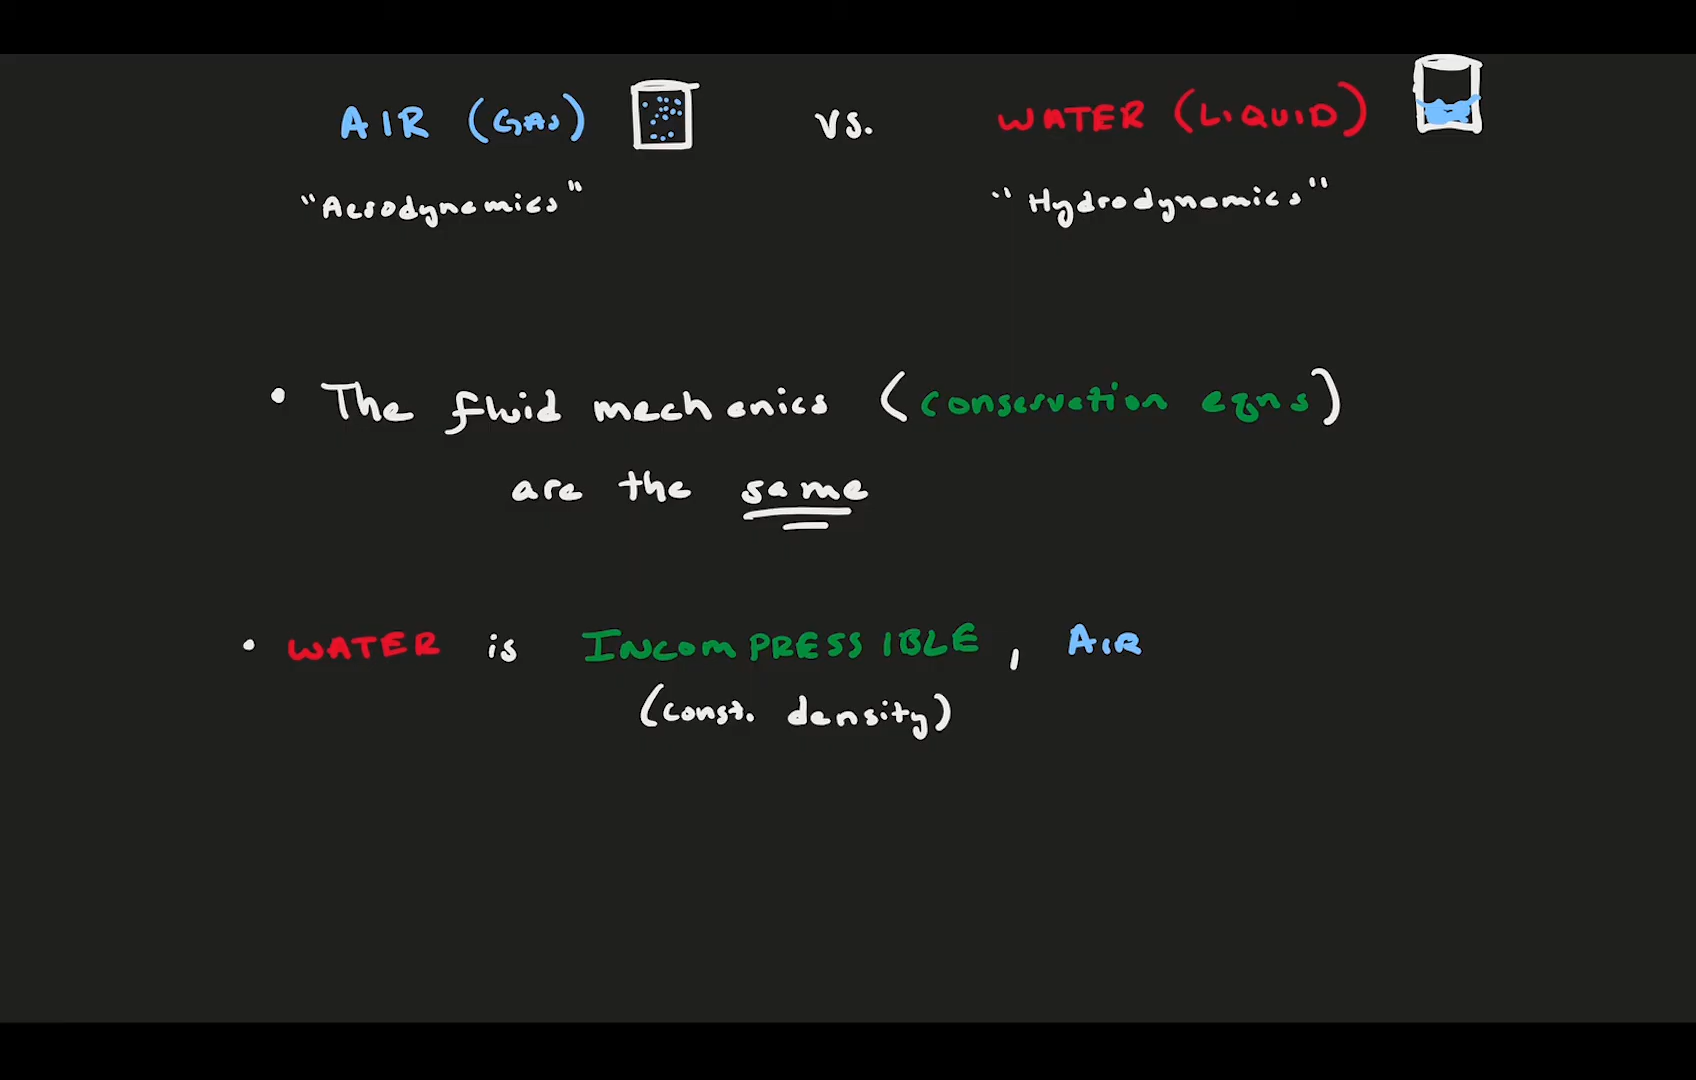 AIR (GAS) vs. WATER (LIQUID)
"Aerodynamics" "Hydrodynamics"
• The fluid mechanics (conservation eqns)
are the same
• WATER is INCOMPRESSIBLE, AIR
(const. density)